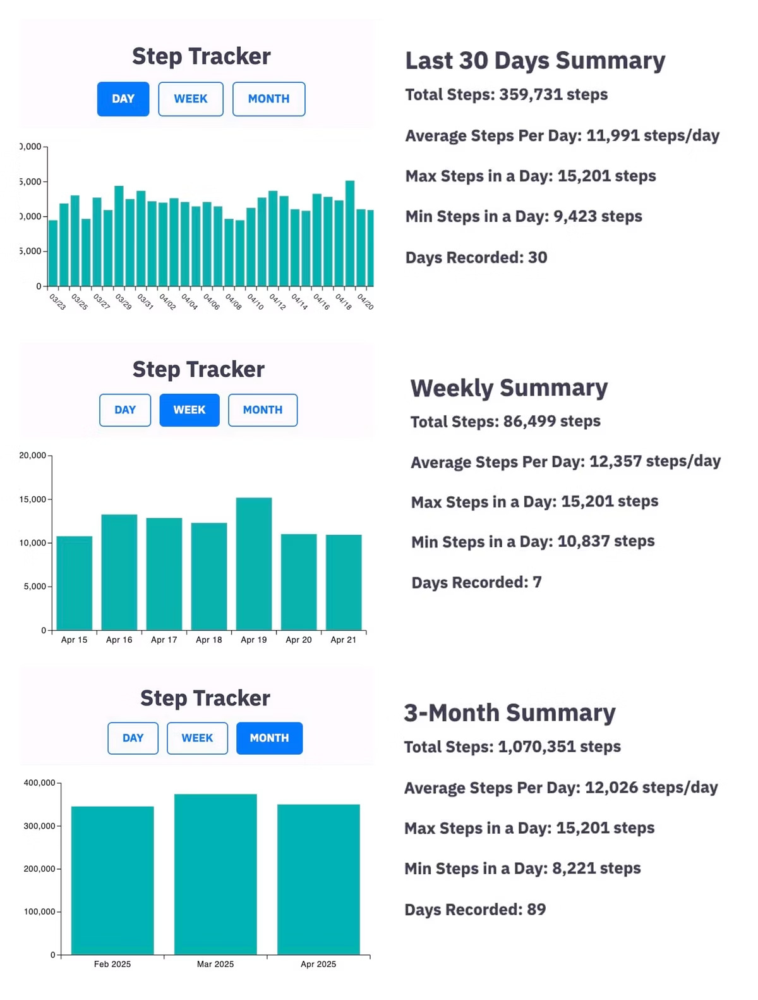 Step Tracker
DAY WEEK MONTH
0,000
5,000
0,000
5,000
0
03/23 03/25 03/27 03/29 03/31 04/02 04/04 04/06 04/08 04/10 04/12 04/14 04/16 04/18 04/20
Last 30 Days Summary
Total Steps: 359,731 steps
Average Steps Per Day: 11,991 steps/day
Max Steps in a Day: 15,201 steps
Min Steps in a Day: 9,423 steps
Days Recorded: 30
Step Tracker
DAY WEEK MONTH
20,000
15,000
10,000
5,000
0
Apr 15 Apr 16 Apr 17 Apr 18 Apr 19 Apr 20 Apr 21
Weekly Summary
Total Steps: 86,499 steps
Average Steps Per Day: 12,357 steps/day
Max Steps in a Day: 15,201 steps
Min Steps in a Day: 10,837 steps
Days Recorded: 7
Step Tracker
DAY WEEK MONTH
400,000
300,000
200,000
100,000
0
Feb 2025 Mar 2025 Apr 2025
3-Month Summary
Total Steps: 1,070,351 steps
Average Steps Per Day: 12,026 steps/day
Max Steps in a Day: 15,201 steps
Min Steps in a Day: 8,221 steps
Days Recorded: 89